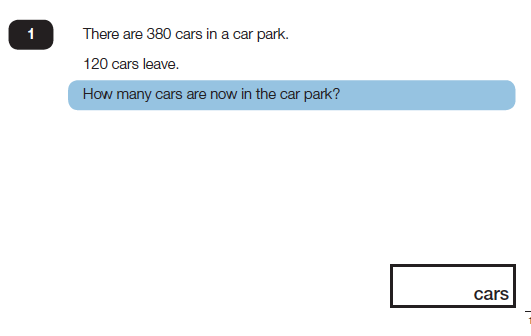 1
There are 380 cars in a car park.
120 cars leave.
How many cars are now in the car park?
cars